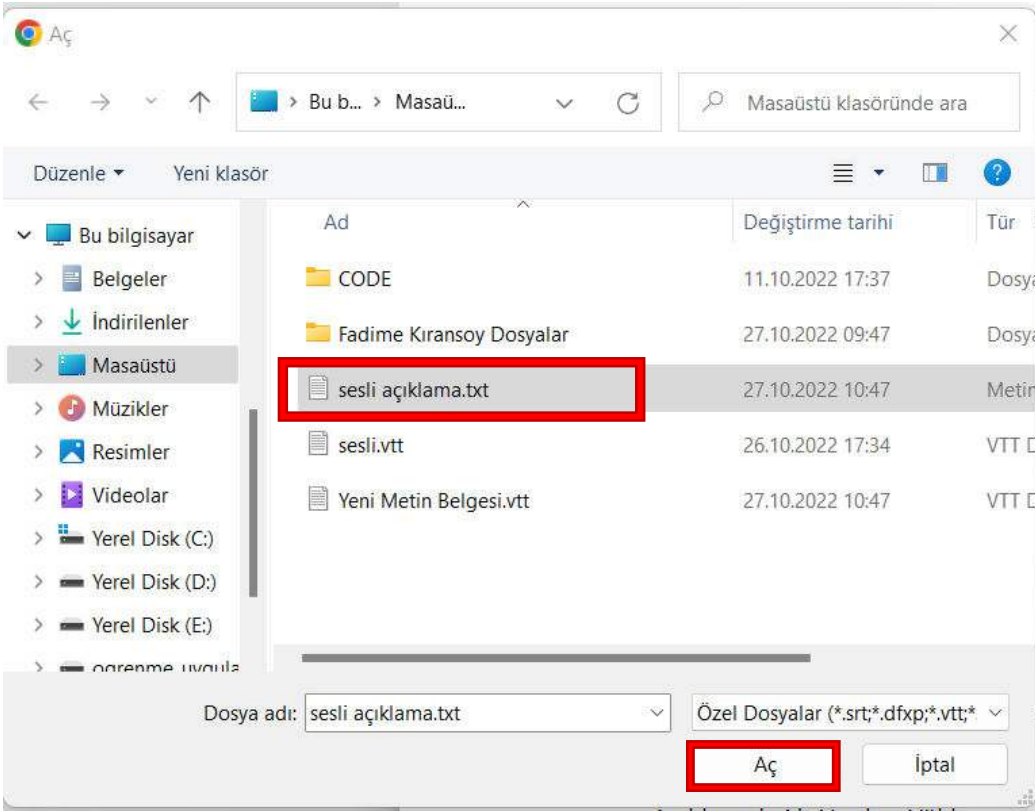 Aç
Bu b... > Masaü...
Masaüstü klasöründe ara
Düzenle
Yeni klasör
Bu bilgisayar
Belgeler
İndirilenler
Masaüstü
Müzikler
Resimler
Videolar
Yerel Disk (C:)
Yerel Disk (D:)
Yerel Disk (E:)
Ad Değiştirme tarihi Tür
CODE 11.10.2022 17:37 Dosya
Fadime Kıransoy Dosyalar 27.10.2022 09:47 Dosya
sesli açıklama.txt 27.10.2022 10:47 Metin
sesli.vtt 26.10.2022 17:34 VTT D
Yeni Metin Belgesi.vtt 27.10.2022 10:47 VTT D
Dosya adı: sesli açıklama.txt
Özel Dosyalar (*.srt;*.dfxp;*.vtt;*
Aç
İptal